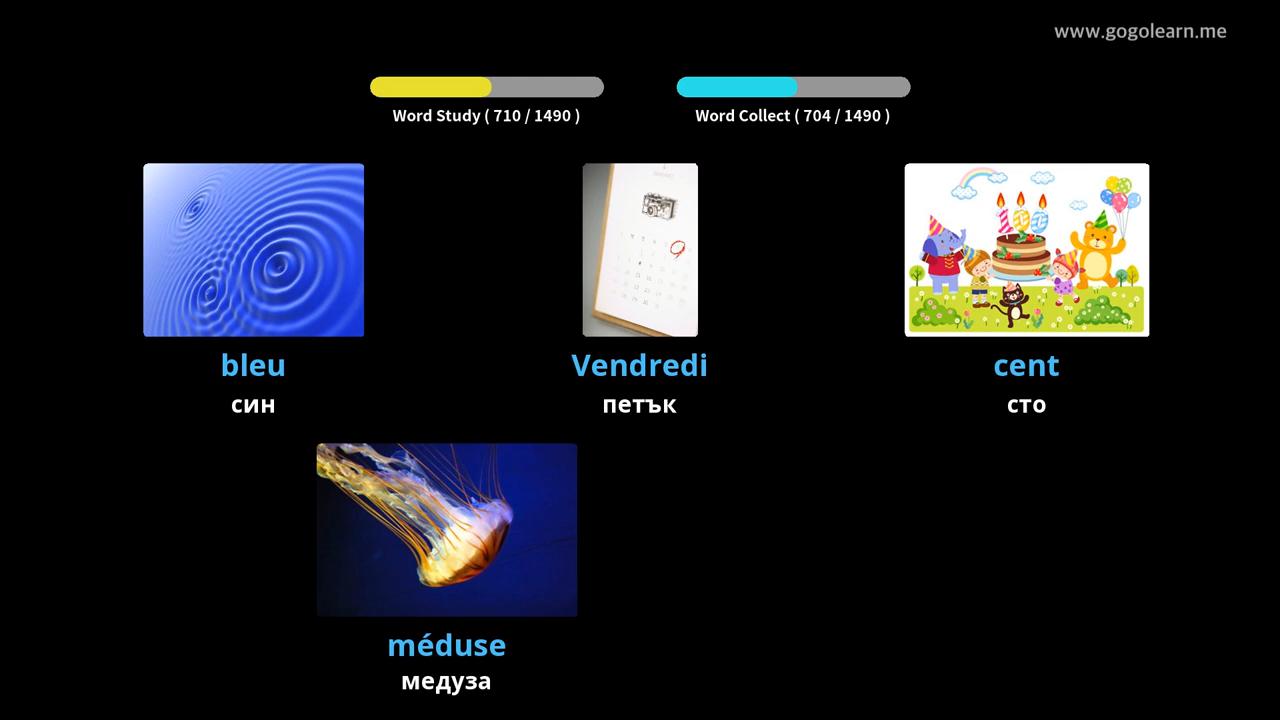 www.gogolearn.me
Word Study ( 710 / 1490 )
Word Collect ( 704 / 1490 )
100
bleu
Vendredi
cent
син
петък
сто
méduse
медуза